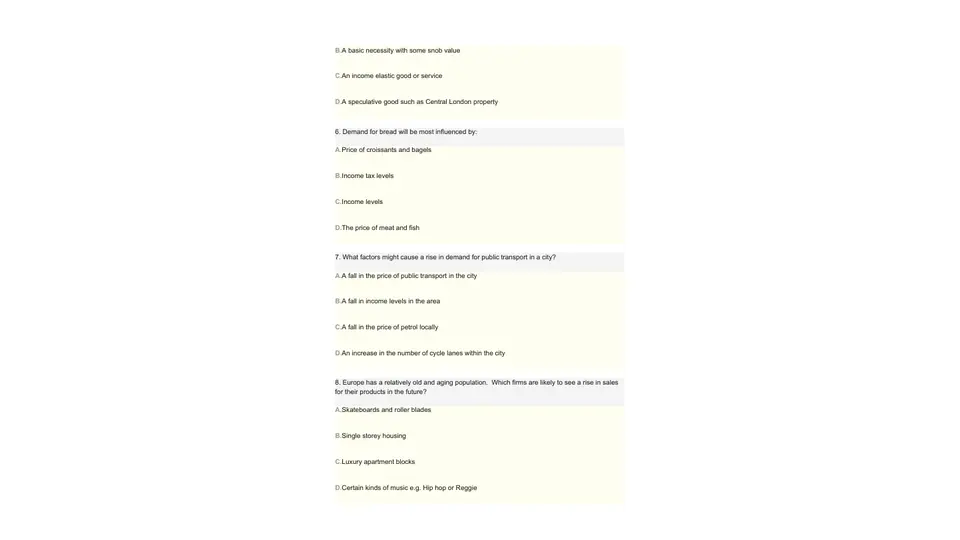 B.A basic necessity with some snob value
C.An income elastic good or service
D.A speculative good such as Central London property
6. Demand for bread will be most influenced by:
A.Price of croissants and bagels
B.Income tax levels
C.Income levels
D.The price of meat and fish
7. What factors might cause a rise in demand for public transport in a city?
A.A fall in the price of public transport in the city
B.A fall in income levels in the area
C.A fall in the price of petrol locally
D.An increase in the number of cycle lanes within the city
8. Europe has a relatively old and aging population.  Which firms are likely to see a rise in sales
for their products in the future?
A.Skateboards and roller blades
B.Single storey housing
C.Luxury apartment blocks
D.Certain kinds of music e.g. Hip hop or Reggie